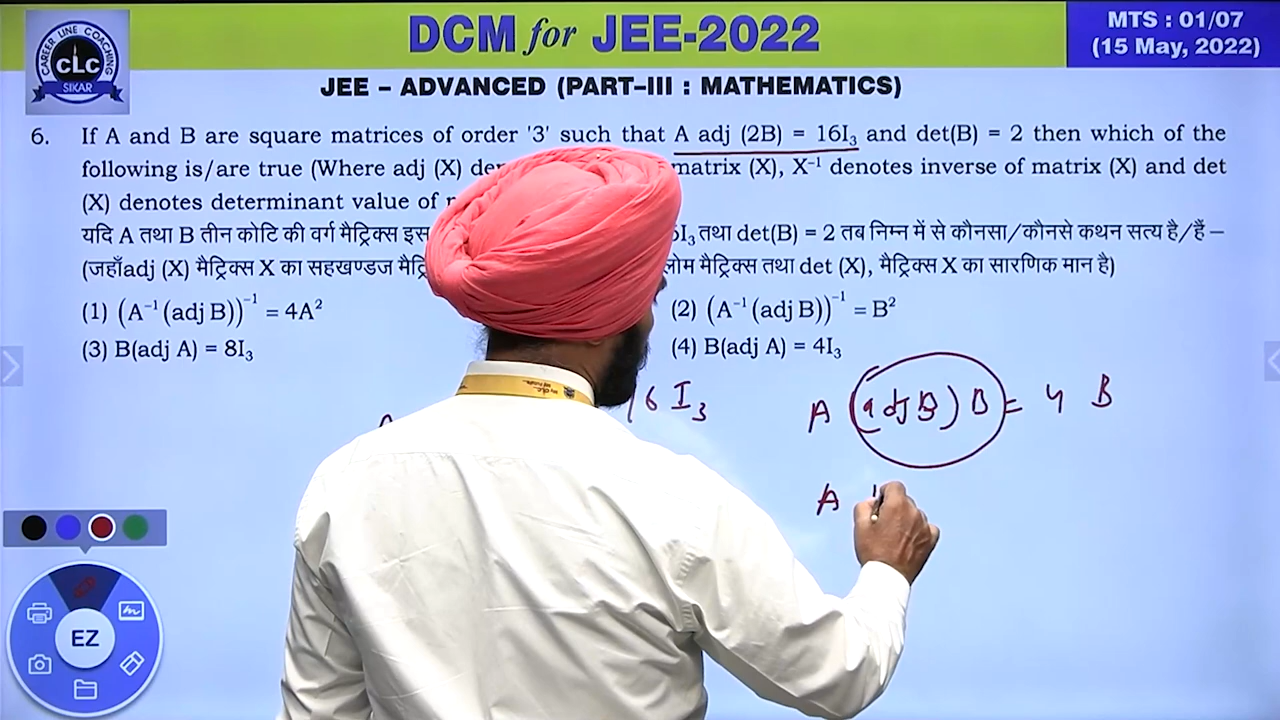 CAREER LINE COACHING
CLC
SIKAR
DCM for JEE-2022
MTS : 01/07
(15 May, 2022)
JEE – ADVANCED (PART–III : MATHEMATICS)
6. If A and B are square matrices of order '3' such that A adj (2B) = 16I₃ and det(B) = 2 then which of the
following is/are true (Where adj (X) matrix (X), X⁻¹ denotes inverse of matrix (X) and det
(X) denotes determinant value of
यदि A तथा B तीन कोटि की वर्ग मैट्रिक्स इस I₃ तथा det(B) = 2 तब निम्न में से कौनसा/कौनसे कथन सत्य है/हैं –
(जहाँ adj (X) मैट्रिक्स X का सहखण्डज मैट्रिक्स तथा det (X), मैट्रिक्स X का सारणिक मान है)
(1) (A⁻¹(adj B))⁻¹ = 4A² (2) (A⁻¹(adj B))⁻¹ = B²
(3) B(adj A) = 8I₃ (4) B(adj A) = 4I₃
16 I₃ A (adj B) B = 4 B
A
EZ